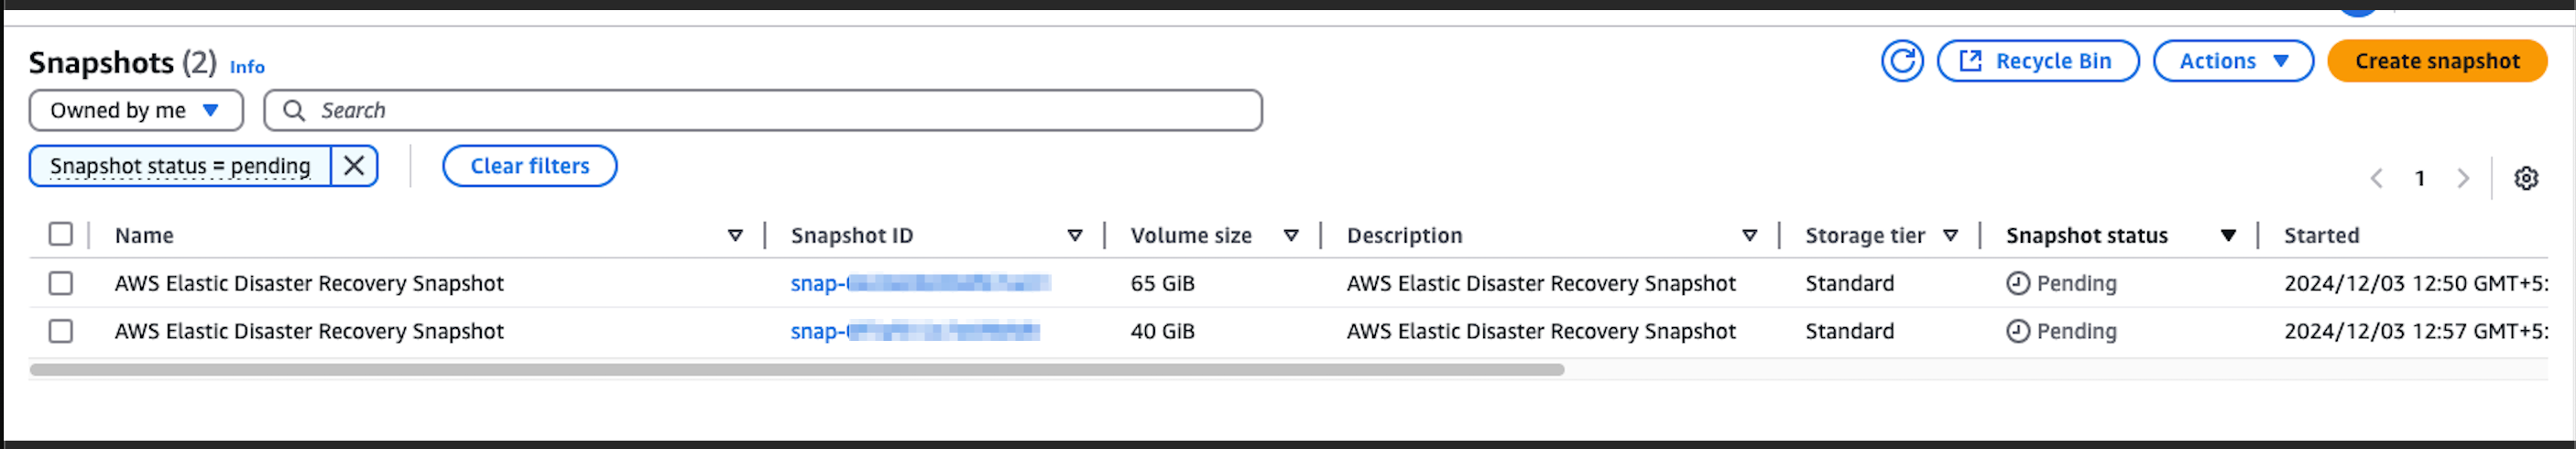 Snapshots (2) Info
Recycle Bin Actions Create snapshot
Owned by me Search
Snapshot status = pending Clear filters
1
Name Snapshot ID Volume size Description Storage tier Snapshot status Started
AWS Elastic Disaster Recovery Snapshot snap- 65 GiB AWS Elastic Disaster Recovery Snapshot Standard Pending 2024/12/03 12:50 GMT+5:
AWS Elastic Disaster Recovery Snapshot snap- 40 GiB AWS Elastic Disaster Recovery Snapshot Standard Pending 2024/12/03 12:57 GMT+5: